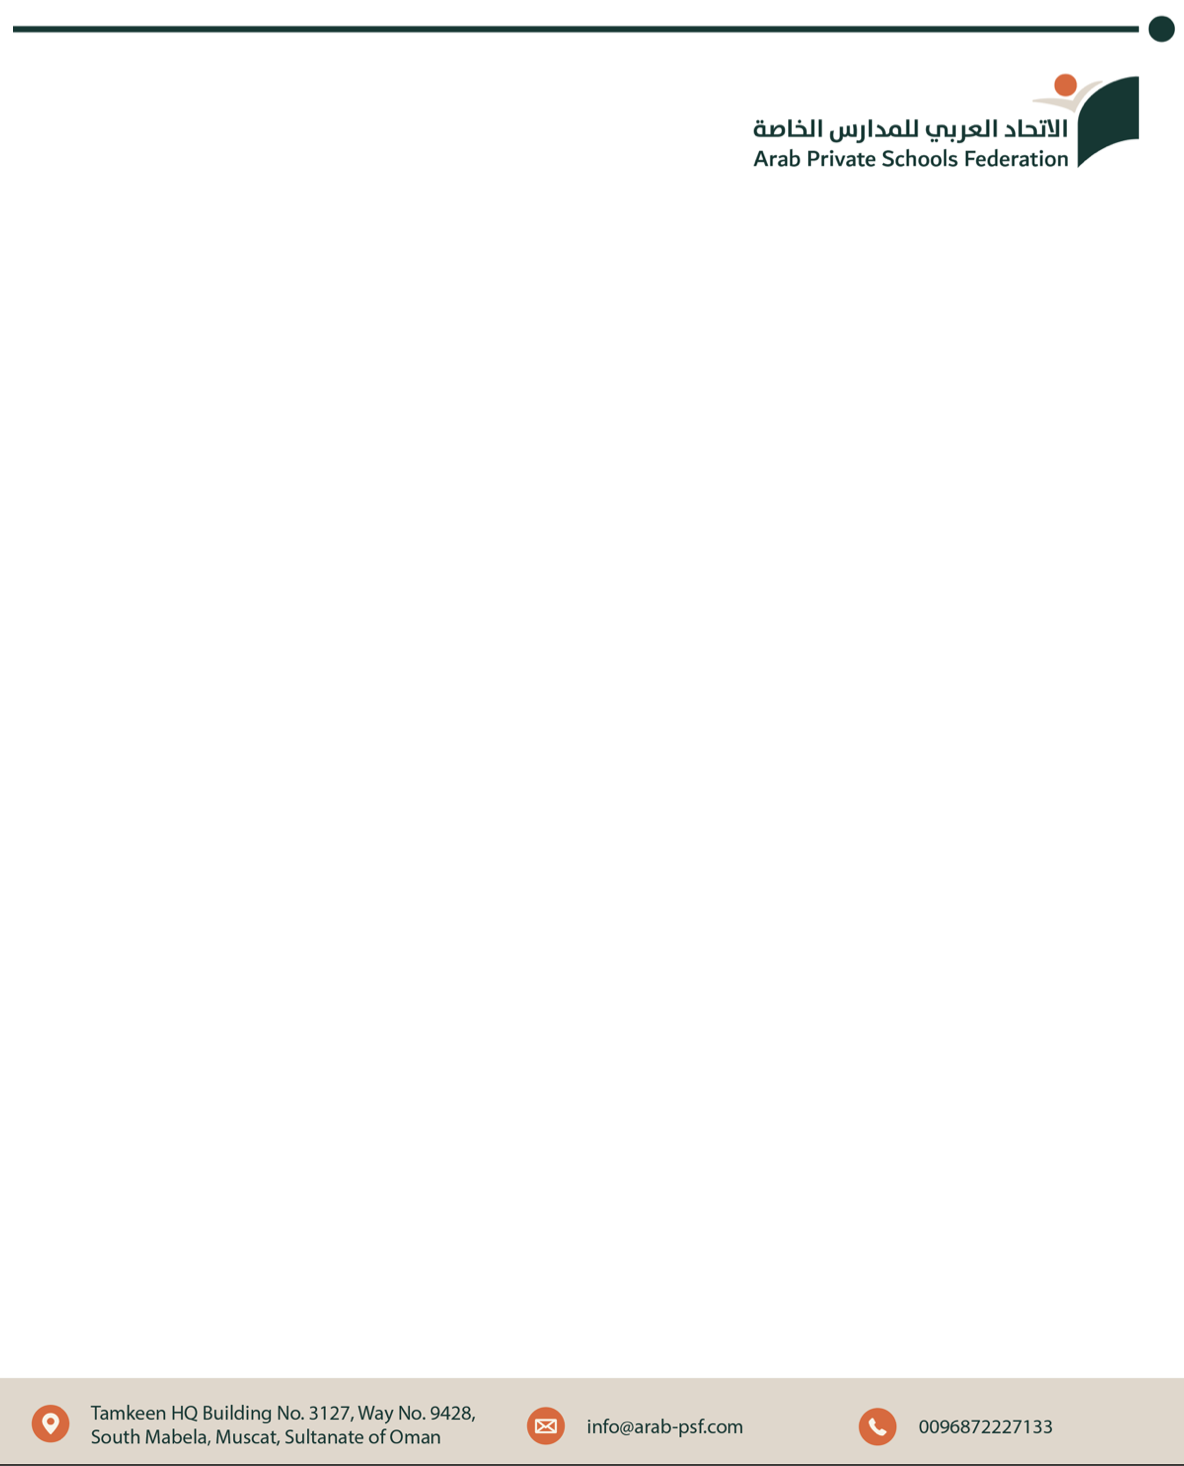 الاتحاد العربي للمدارس الخاصة
Arab Private Schools Federation
Tamkeen HQ Building No. 3127, Way No. 9428,
South Mabela, Muscat, Sultanate of Oman
info@arab-psf.com
0096872227133